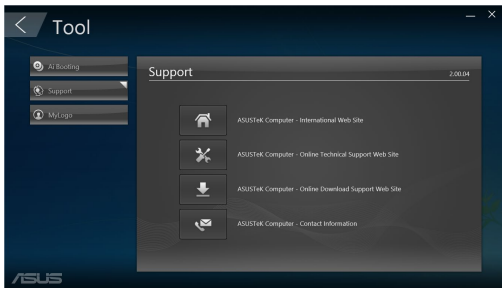 Tool
Ai Booting
Support
MyLogo
Support
2.00.04
ASUSTeK Computer - International Web Site
ASUSTeK Computer - Online Technical Support Web Site
ASUSTeK Computer - Online Download Support Web Site
ASUSTeK Computer - Contact Information
ASUS